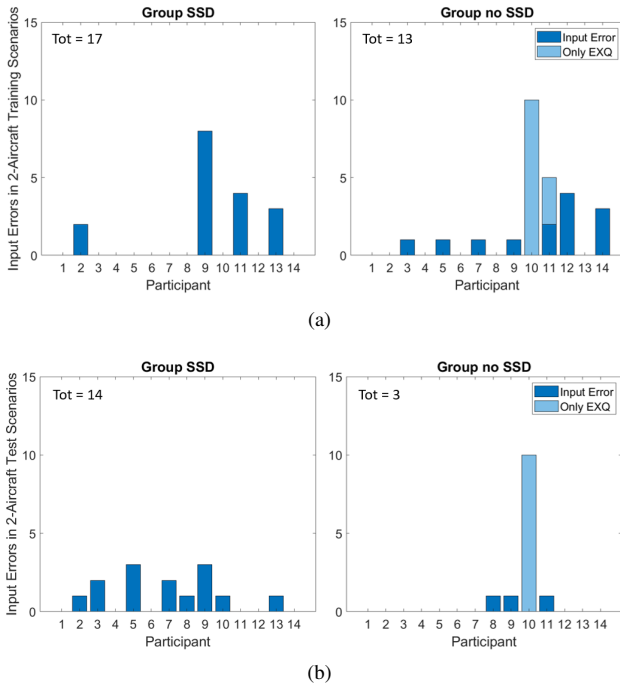 Group SSD
Tot = 17
Input Errors in 2-Aircraft Training Scenarios
15
10
5
0
1 2 3 4 5 6 7 8 9 10 11 12 13 14
Participant
Group no SSD
Tot = 13
Input Error
Only EXQ
15
10
5
0
1 2 3 4 5 6 7 8 9 10 11 12 13 14
Participant
(a)
Group SSD
Tot = 14
Input Errors in 2-Aircraft Test Scenarios
15
10
5
0
1 2 3 4 5 6 7 8 9 10 11 12 13 14
Participant
Group no SSD
Tot = 3
Input Error
Only EXQ
15
10
5
0
1 2 3 4 5 6 7 8 9 10 11 12 13 14
Participant
(b)